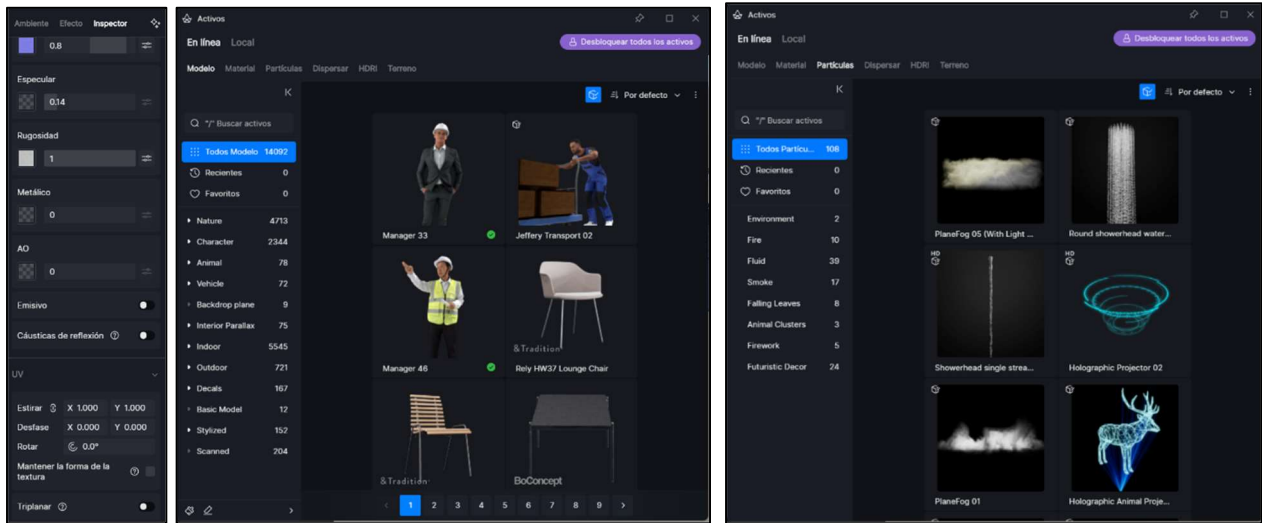 Ambiente Efecto Inspector
0.8
Especular
0.14
Rugosidad
1
Metálico
0
AO
0
Emisivo
Cáusticas de reflexión
UV
Estirar X 1.000 Y 1.000
Desfase X 0.000 Y 0.000
Rotar 0.0°
Mantener la forma de la
textura
Triplanar
Activos
En línea Local
Desbloquear todos los activos
Modelo Material Partículas Dispersar HDRI Terreno
Por defecto
"/" Buscar activos
Todos Modelo 14092
Recientes 0
Favoritos 0
Nature 4713
Character 2344
Animal 78
Vehicle 72
Backdrop plane 9
Interior Parallax 75
Indoor 5545
Outdoor 721
Decals 167
Basic Model 12
Stylized 152
Scanned 204
Manager 33
Jeffery Transport 02
Manager 46
&Tradition
Rely HW37 Lounge Chair
&Tradition
BoConcept
1 2 3 4 5 6 7 8 9
Activos
En línea Local
Desbloquear todos los activos
Modelo Material Partículas Dispersar HDRI Terreno
Por defecto
"/" Buscar activos
Todos Partícu... 108
Recientes 0
Favoritos 0
Environment 2
Fire 10
Fluid 39
Smoke 17
Falling Leaves 8
Animal Clusters 3
Firework 5
Futuristic Decor 24
PlaneFog 05 (With Light ...
Round showerhead water...
HD
Showerhead single strea...
HD
Holographic Projector 02
PlaneFog 01
Holographic Animal Proje...